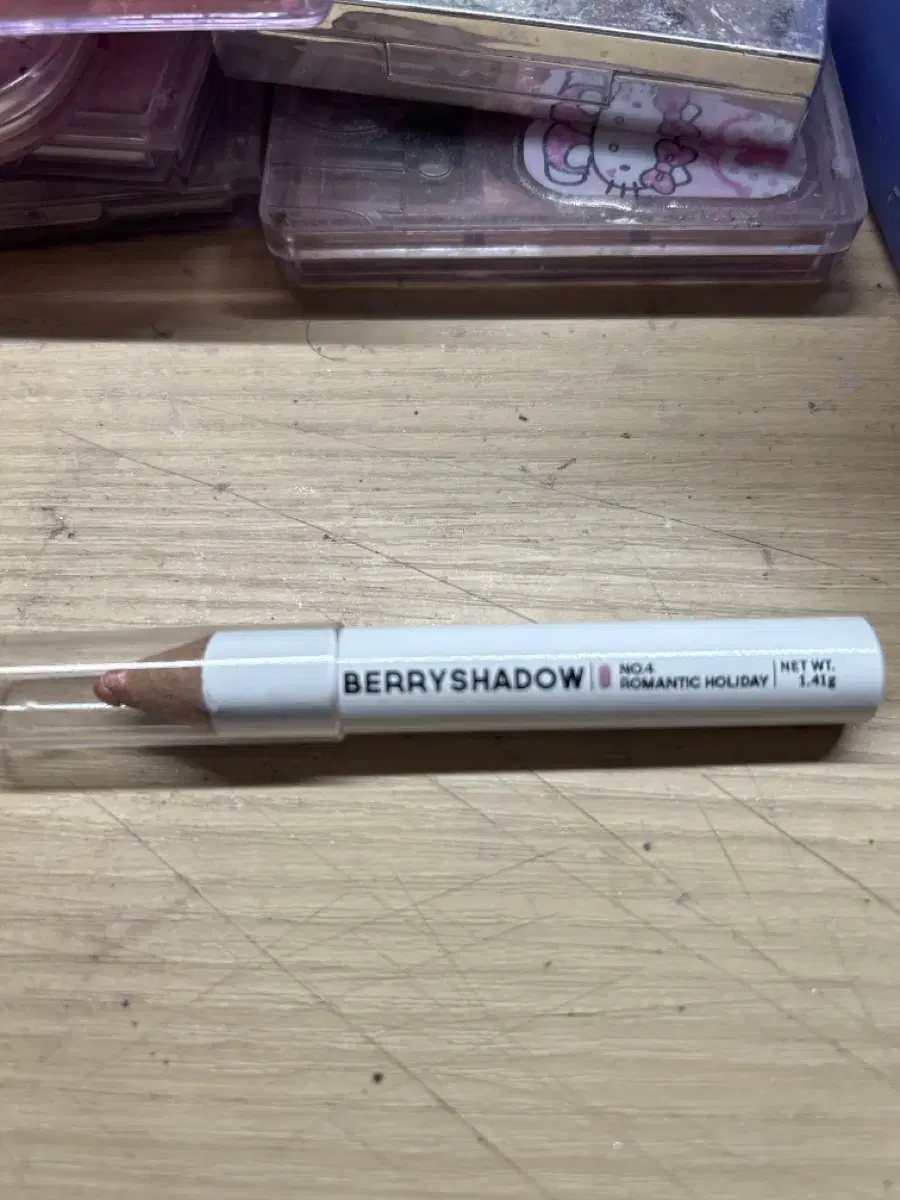 BERRYSHADOW
NO.4
ROMANTIC HOLIDAY
NET WT.
1.41g